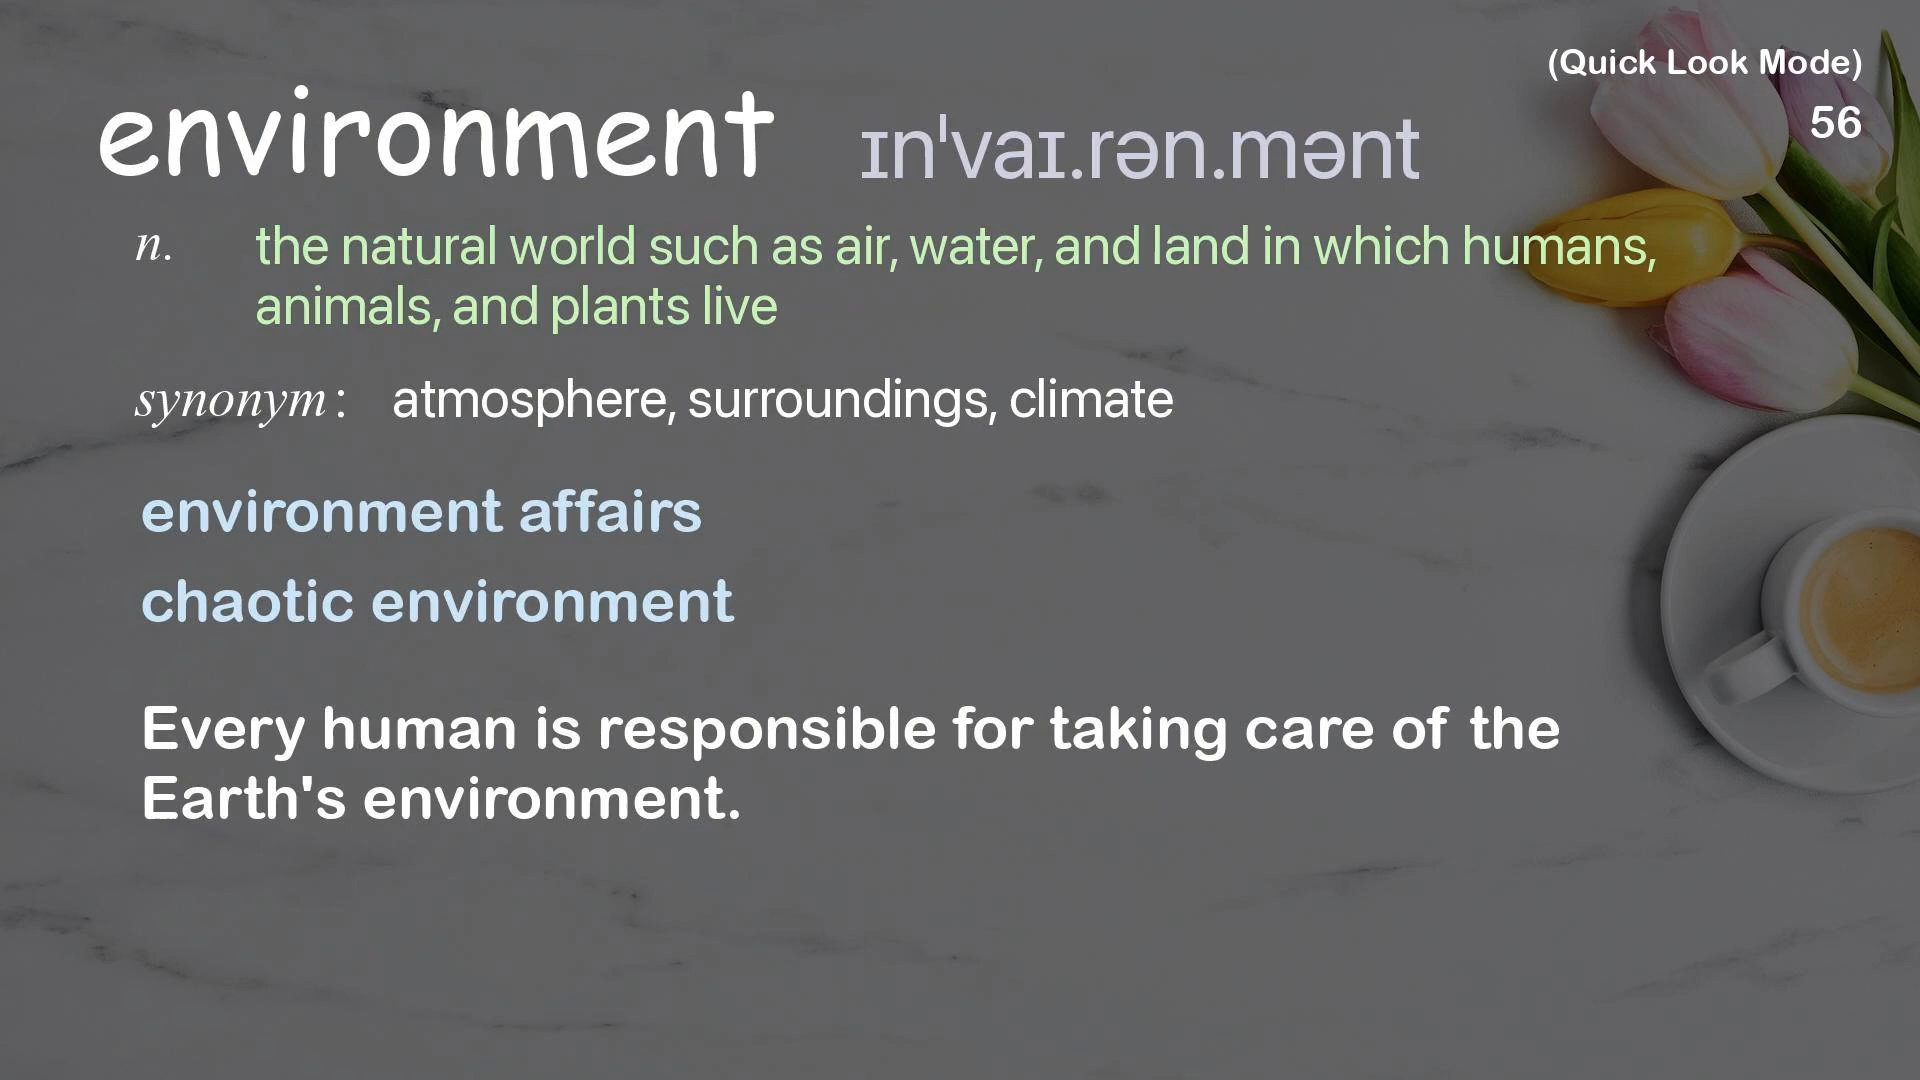 (Quick Look Mode)
56
environment ɪnˈvaɪ.rən.mənt
n. the natural world such as air, water, and land in which humans,
animals, and plants live
synonym: atmosphere, surroundings, climate
environment affairs
chaotic environment
Every human is responsible for taking care of the
Earth's environment.